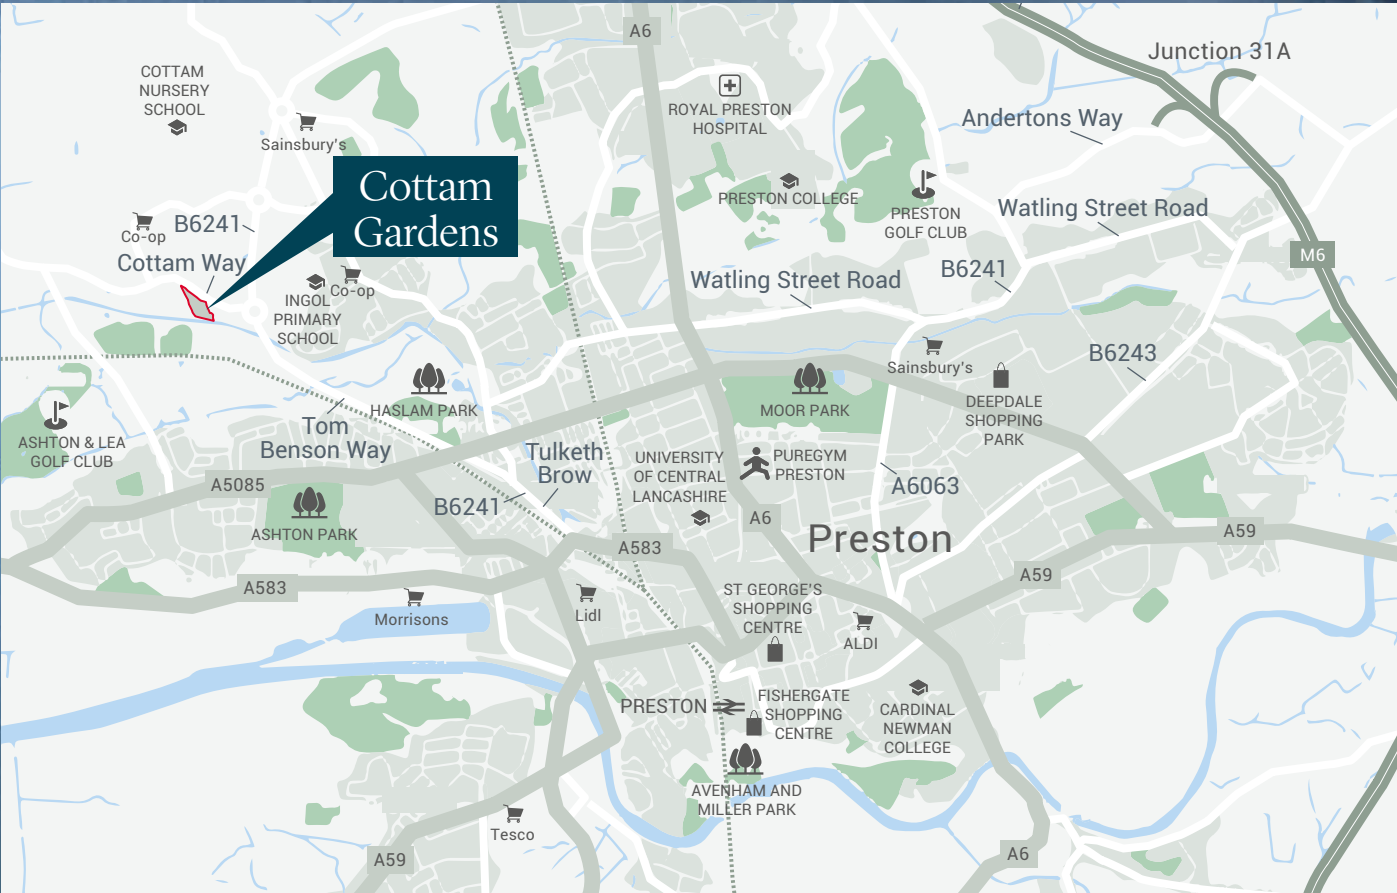 A6
Junction 31A
COTTAM
NURSERY
SCHOOL
ROYAL PRESTON
HOSPITAL
Andertons Way
Sainsbury's
Cottam
Gardens
PRESTON COLLEGE
PRESTON
GOLF CLUB
Watling Street Road
Co-op
B6241
M6
Cottam Way
B6241
Watling Street Road
INGOL
PRIMARY
SCHOOL
Co-op
B6243
Sainsbury's
HASLAM PARK
MOOR PARK
DEEPDALE
SHOPPING
PARK
ASHTON & LEA
GOLF CLUB
Tom
Benson Way
Tulketh
Brow
UNIVERSITY
OF CENTRAL
LANCASHIRE
PUREGYM
PRESTON
A5085
A6063
B6241
A6
ASHTON PARK
Preston
A59
A583
A59
A583
Lidl
Morrisons
ST GEORGE'S
SHOPPING
CENTRE
ALDI
PRESTON
FISHERGATE
SHOPPING
CENTRE
CARDINAL
NEWMAN
COLLEGE
AVENHAM AND
MILLER PARK
Tesco
A59
A6